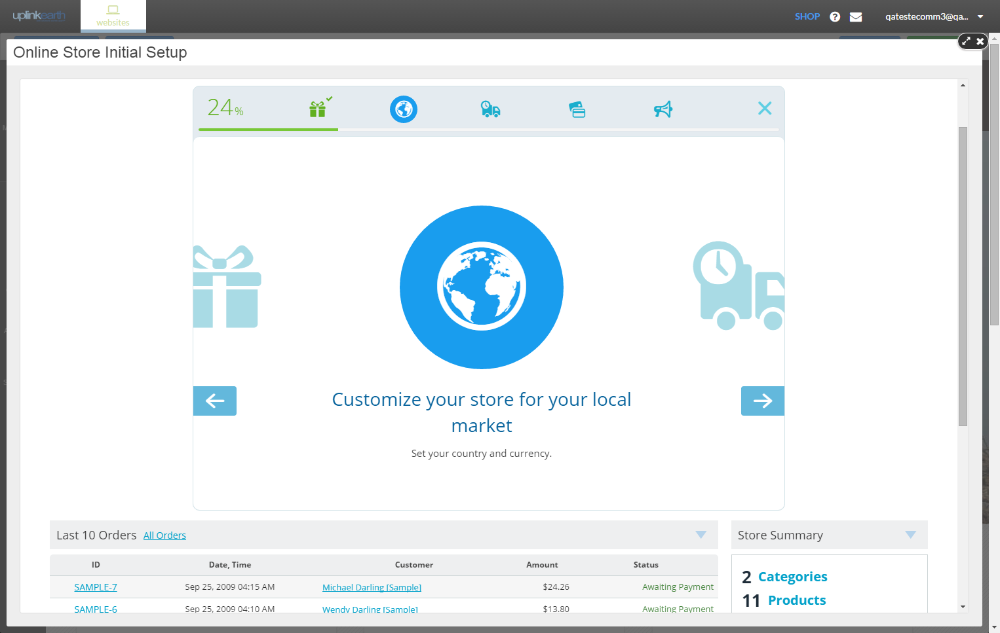 uplinkearth
websites
SHOP
qatestecomm3@qa...
Online Store Initial Setup
24%
Customize your store for your local
market
Set your country and currency.
Last 10 Orders All Orders
Store Summary
ID Date, Time Customer Amount Status
SAMPLE-7 Sep 25, 2009 04:15 AM Michael Darling [Sample] $24.26 Awaiting Payment
SAMPLE-6 Sep 25, 2009 04:10 AM Wendy Darling [Sample] $13.80 Awaiting Payment
2 Categories
11 Products